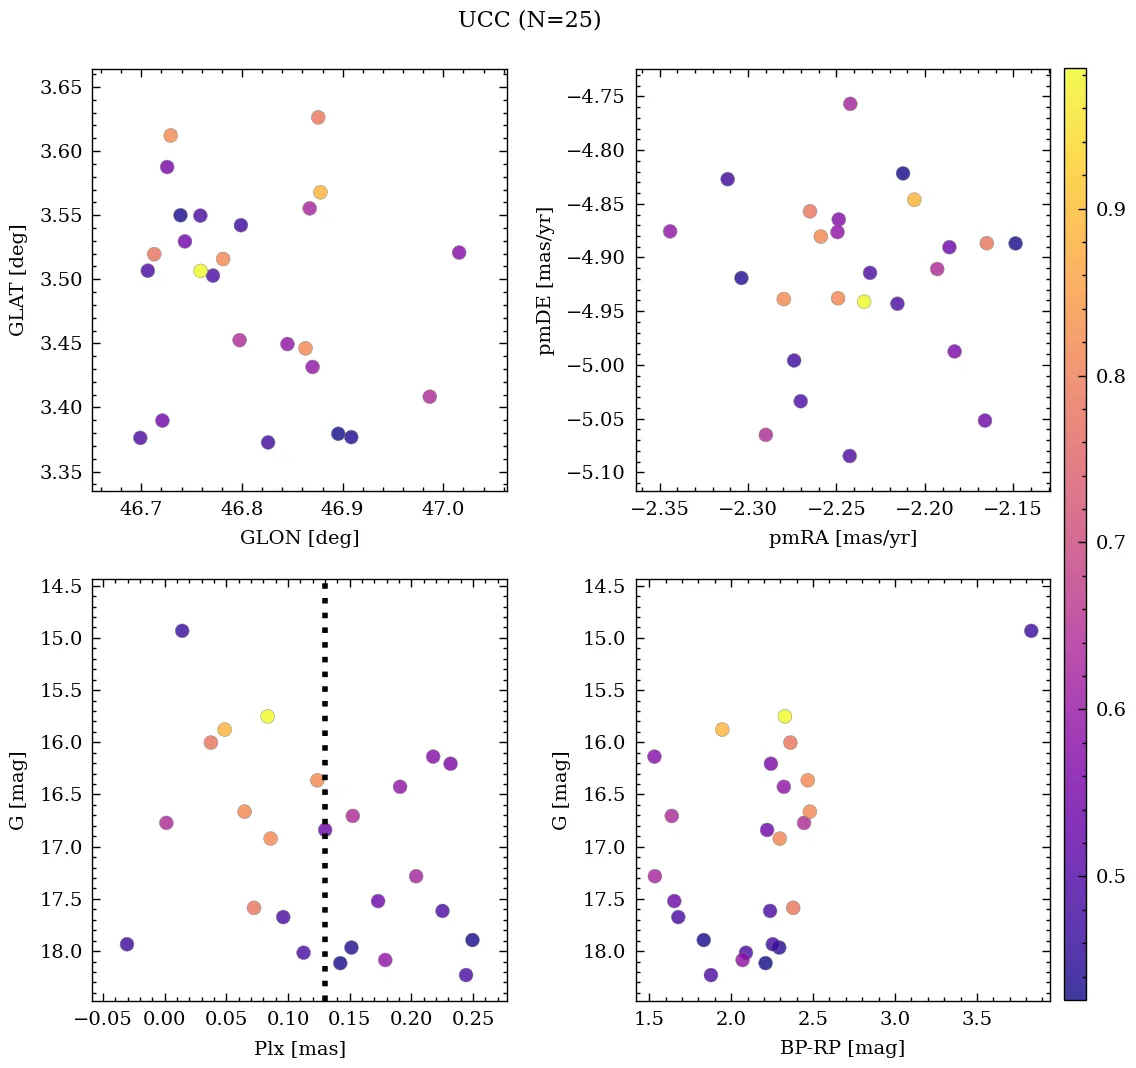 UCC (N=25)
3.65
3.60
3.55
3.50
3.45
3.40
3.35
GLAT [deg]
46.7 46.8 46.9 47.0
GLON [deg]
−4.75
−4.80
−4.85
−4.90
−4.95
−5.00
−5.05
−5.10
pmDE [mas/yr]
−2.35 −2.30 −2.25 −2.20 −2.15
pmRA [mas/yr]
14.5
15.0
15.5
16.0
16.5
17.0
17.5
18.0
G [mag]
−0.05 0.00 0.05 0.10 0.15 0.20 0.25
Plx [mas]
14.5
15.0
15.5
16.0
16.5
17.0
17.5
18.0
G [mag]
1.5 2.0 2.5 3.0 3.5
BP-RP [mag]
0.9
0.8
0.7
0.6
0.5